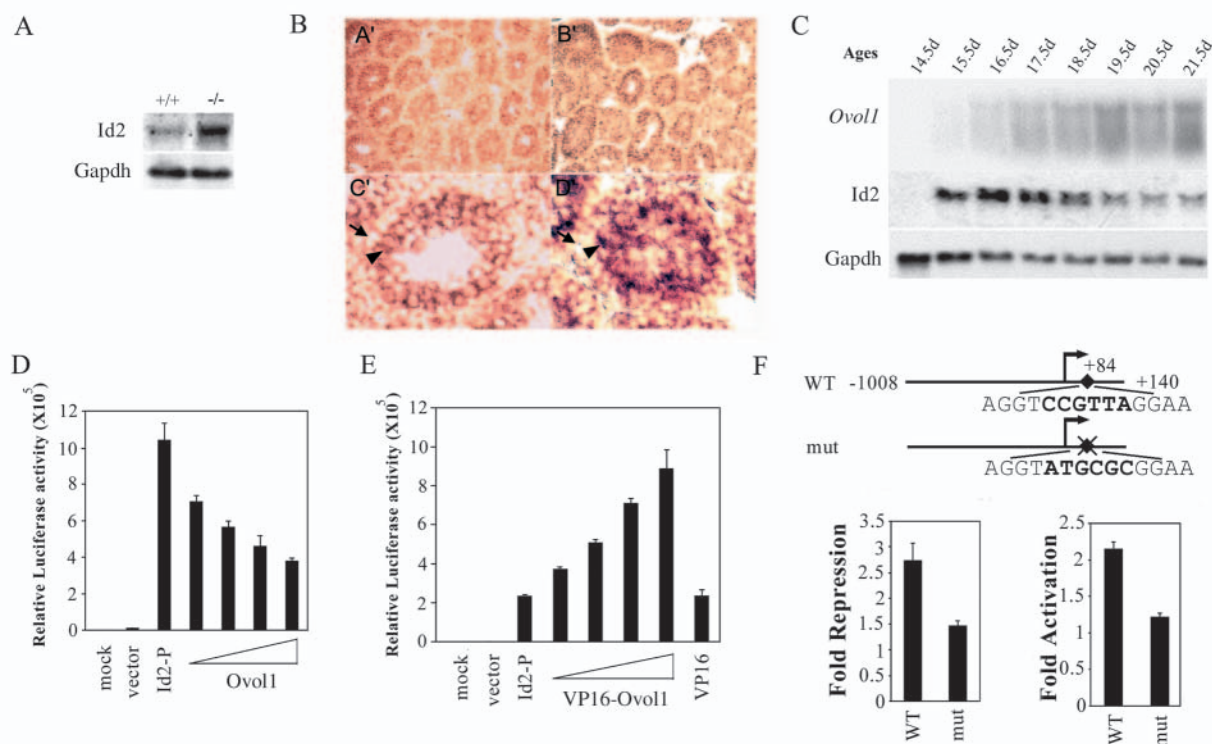 A
+/+ -/-
Id2
Gapdh
B
A'
B'
C'
D'
C
Ages
14.5d 15.5d 16.5d 17.5d 18.5d 19.5d 20.5d 21.5d
Ovol1
Id2
Gapdh
D
Relative Luciferase activity (X10^5)
12
10
8
6
4
2
0
mock
vector
Id2-P
Ovol1
E
Relative Luciferase activity (X10^5)
12
10
8
6
4
2
0
mock
vector
Id2-P
VP16-Ovol1
VP16
F
+84
WT -1008
+140
AGGTCCGTTAGGAA
mut
AGGTATGCGCGGAA
Fold Repression
3.5
3
2.5
2
1.5
1
0.5
0
WT
mut
Fold Activation
2.5
2
1.5
1
0.5
0
WT
mut